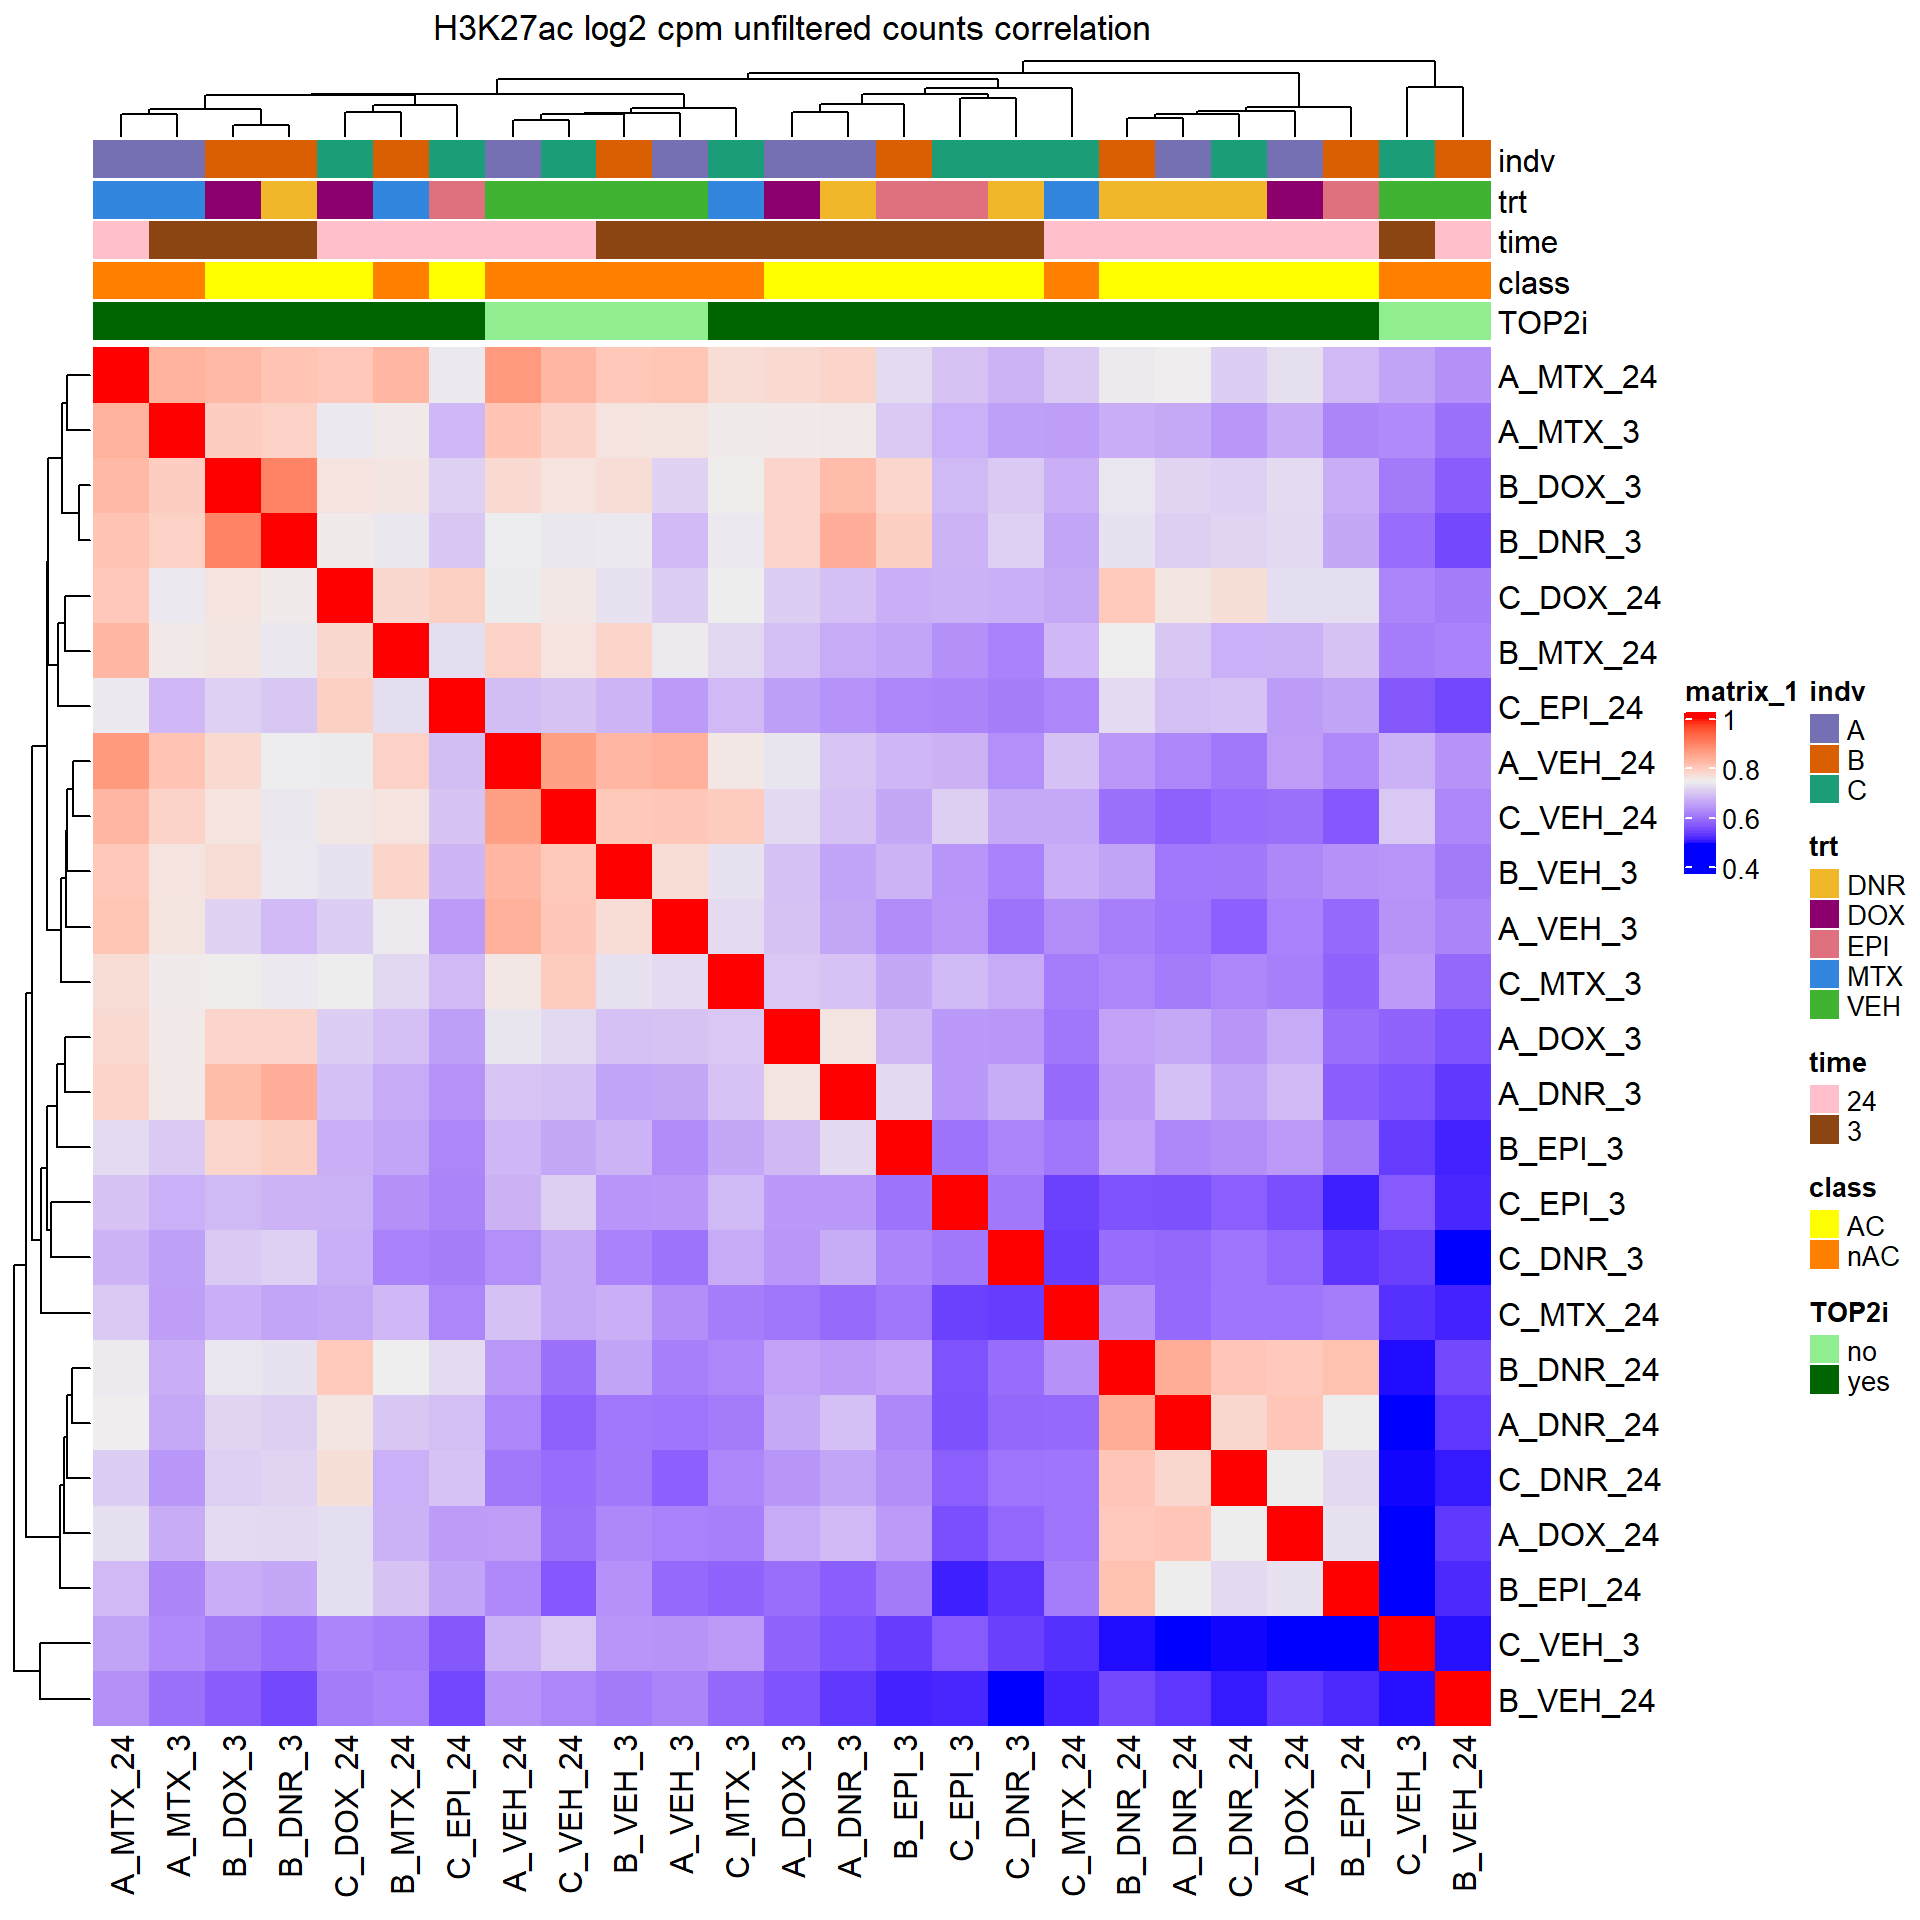 H3K27ac log2 cpm unfiltered counts correlation
indv
trt
time
class
TOP2i
A_MTX_24
A_MTX_3
B_DOX_3
B_DNR_3
C_DOX_24
B_MTX_24
C_EPI_24
A_VEH_24
C_VEH_24
B_VEH_3
A_VEH_3
C_MTX_3
A_DOX_3
A_DNR_3
B_EPI_3
C_EPI_3
C_DNR_3
C_MTX_24
B_DNR_24
A_DNR_24
C_DNR_24
A_DOX_24
B_EPI_24
C_VEH_3
B_VEH_24
A_MTX_24
A_MTX_3
B_DOX_3
B_DNR_3
C_DOX_24
B_MTX_24
C_EPI_24
A_VEH_24
C_VEH_24
B_VEH_3
A_VEH_3
C_MTX_3
A_DOX_3
A_DNR_3
B_EPI_3
C_EPI_3
C_DNR_3
C_MTX_24
B_DNR_24
A_DNR_24
C_DNR_24
A_DOX_24
B_EPI_24
C_VEH_3
B_VEH_24
matrix_1
1
0.8
0.6
0.4
indv
A
B
C
trt
DNR
DOX
EPI
MTX
VEH
time
24
3
class
AC
nAC
TOP2i
no
yes